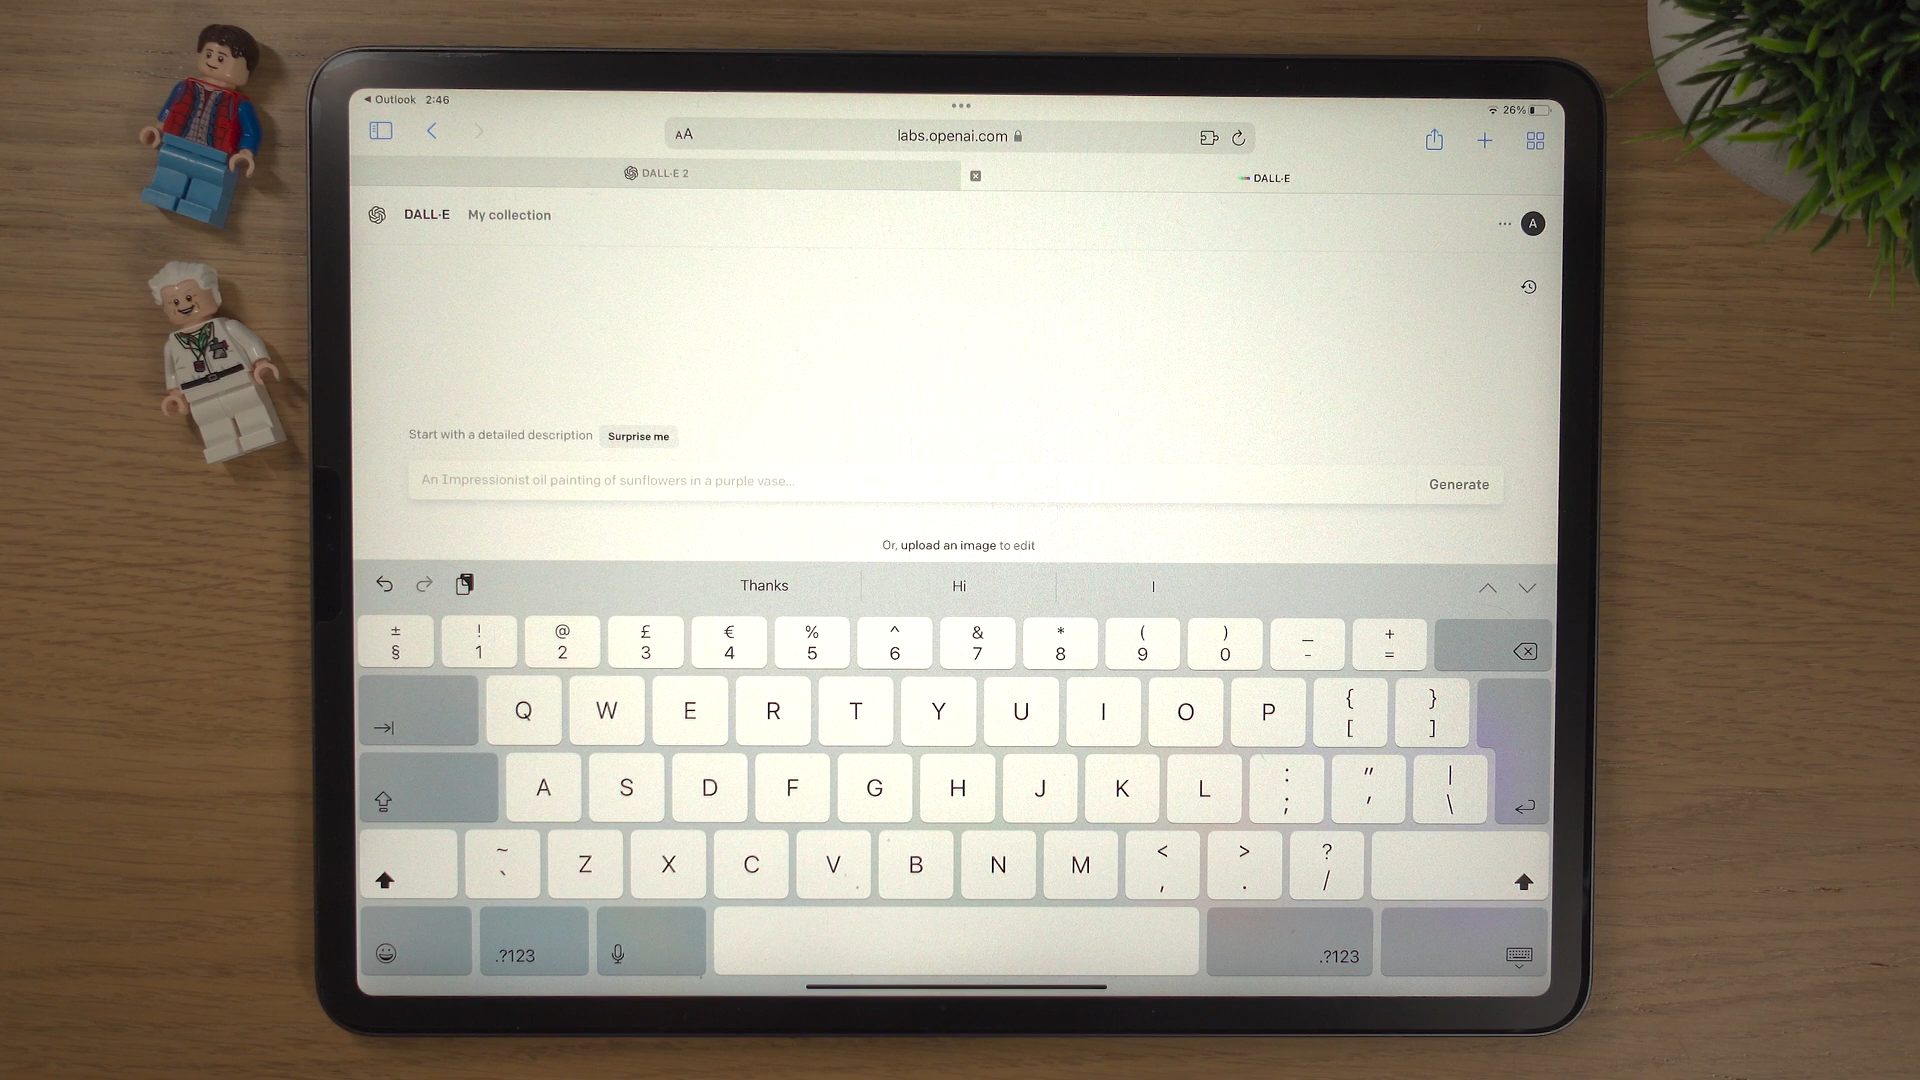 ◀ Outlook 2:46
26%
AA labs.openai.com
DALL·E 2
DALL·E
DALL·E My collection
··· A
Start with a detailed description Surprise me
An Impressionist oil painting of sunflowers in a purple vase...
Generate
Or, upload an image to edit
Thanks Hi I
± ! @ £ € % ^ & * ( ) _ +
§ 1 2 3 4 5 6 7 8 9 0 - =
Q W E R T Y U I O P { }
[ ]
A S D F G H J K L : " |
; ' \
~ Z X C V B N M < > ?
` , . /
.?123 .?123